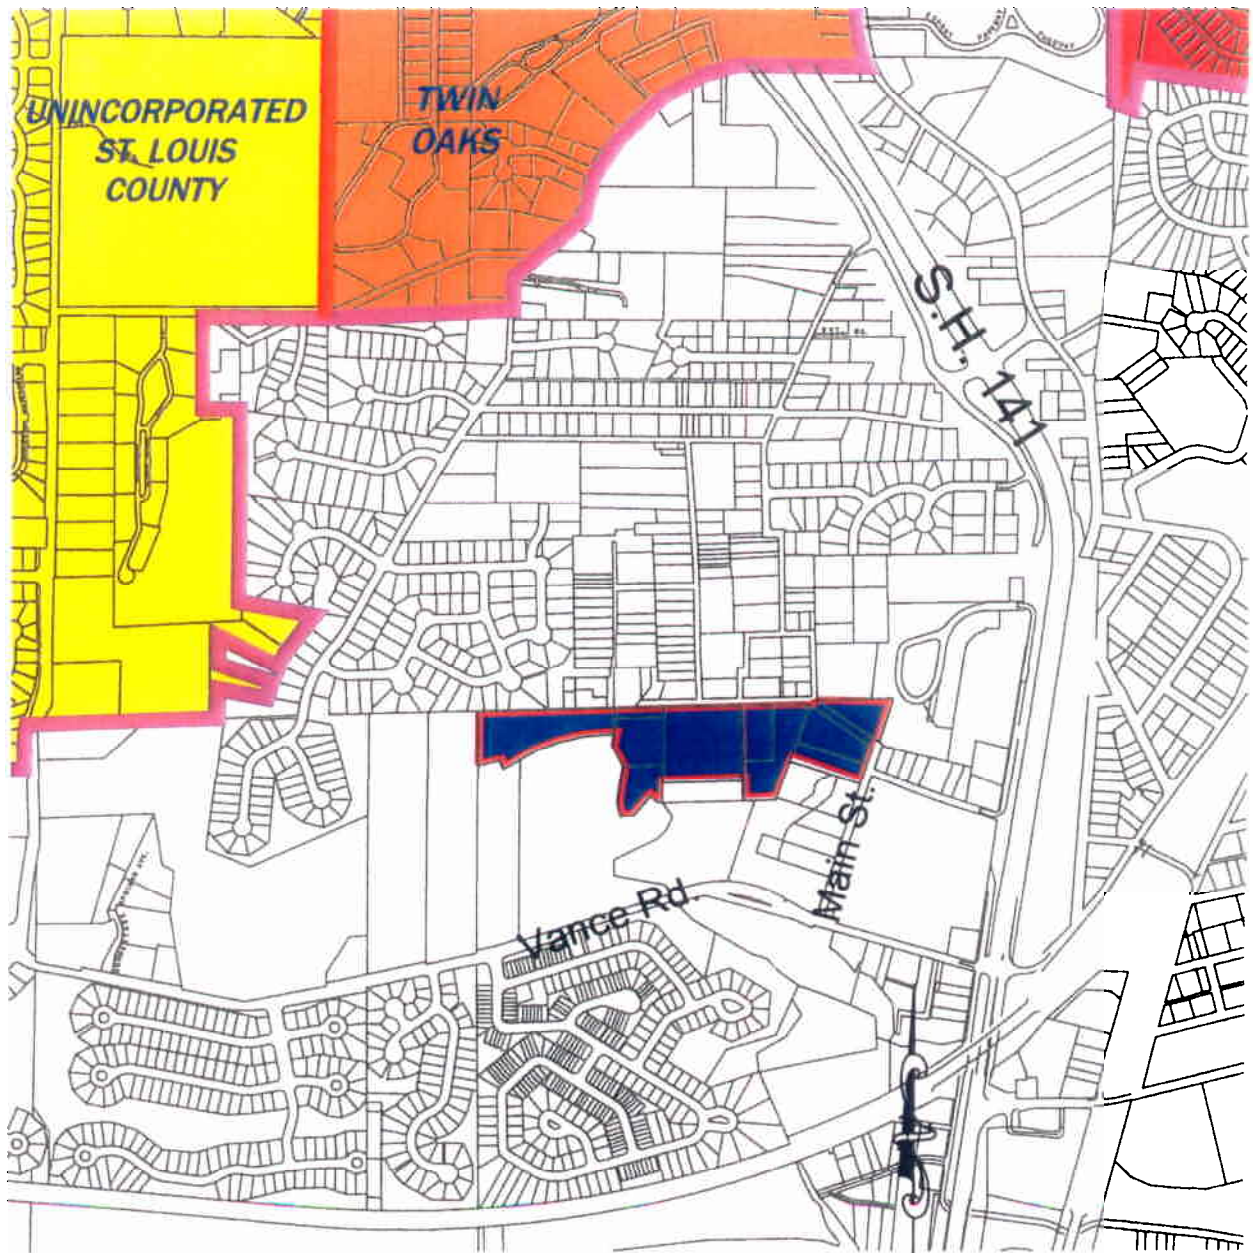 UNINCORPORATED
ST. LOUIS
COUNTY
TWIN
OAKS
S.H. 141
Main St.
Vance Rd.